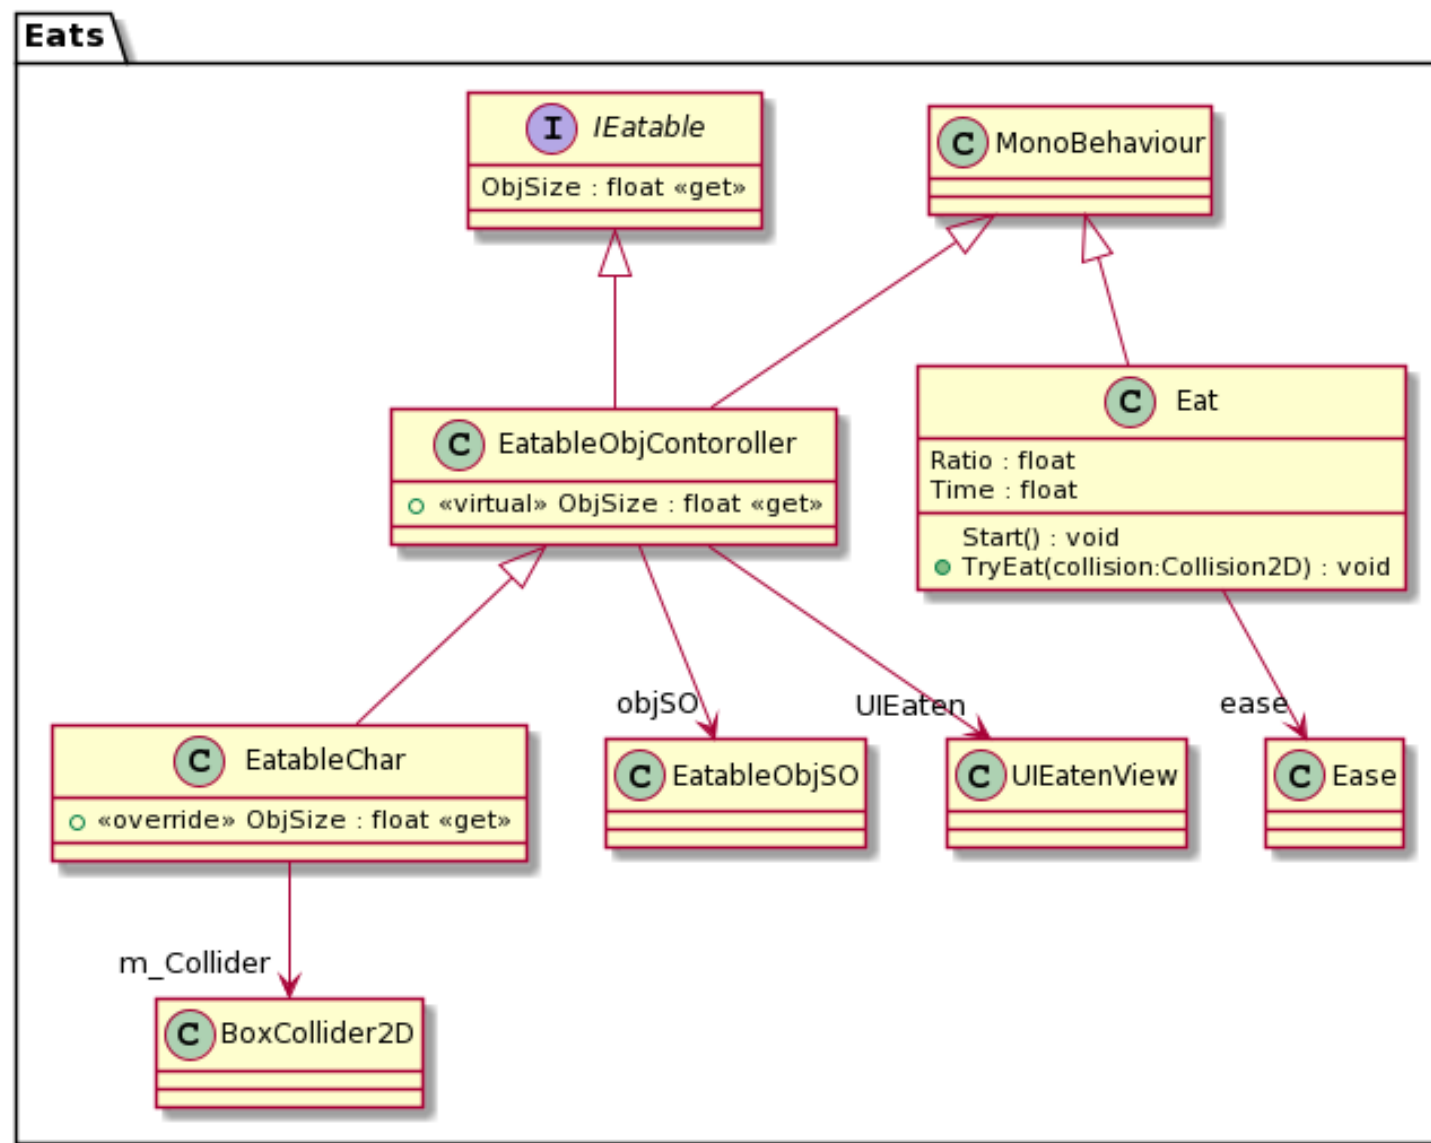 Eats
I IEatable
ObjSize : float «get»
C MonoBehaviour
C EatableObjContoroller
«virtual» ObjSize : float «get»
C Eat
Ratio : float
Time : float
Start() : void
TryEat(collision:Collision2D) : void
objSO
UIEaten
ease
C EatableChar
«override» ObjSize : float «get»
C EatableObjSO
C UIEatenView
C Ease
m_Collider
C BoxCollider2D